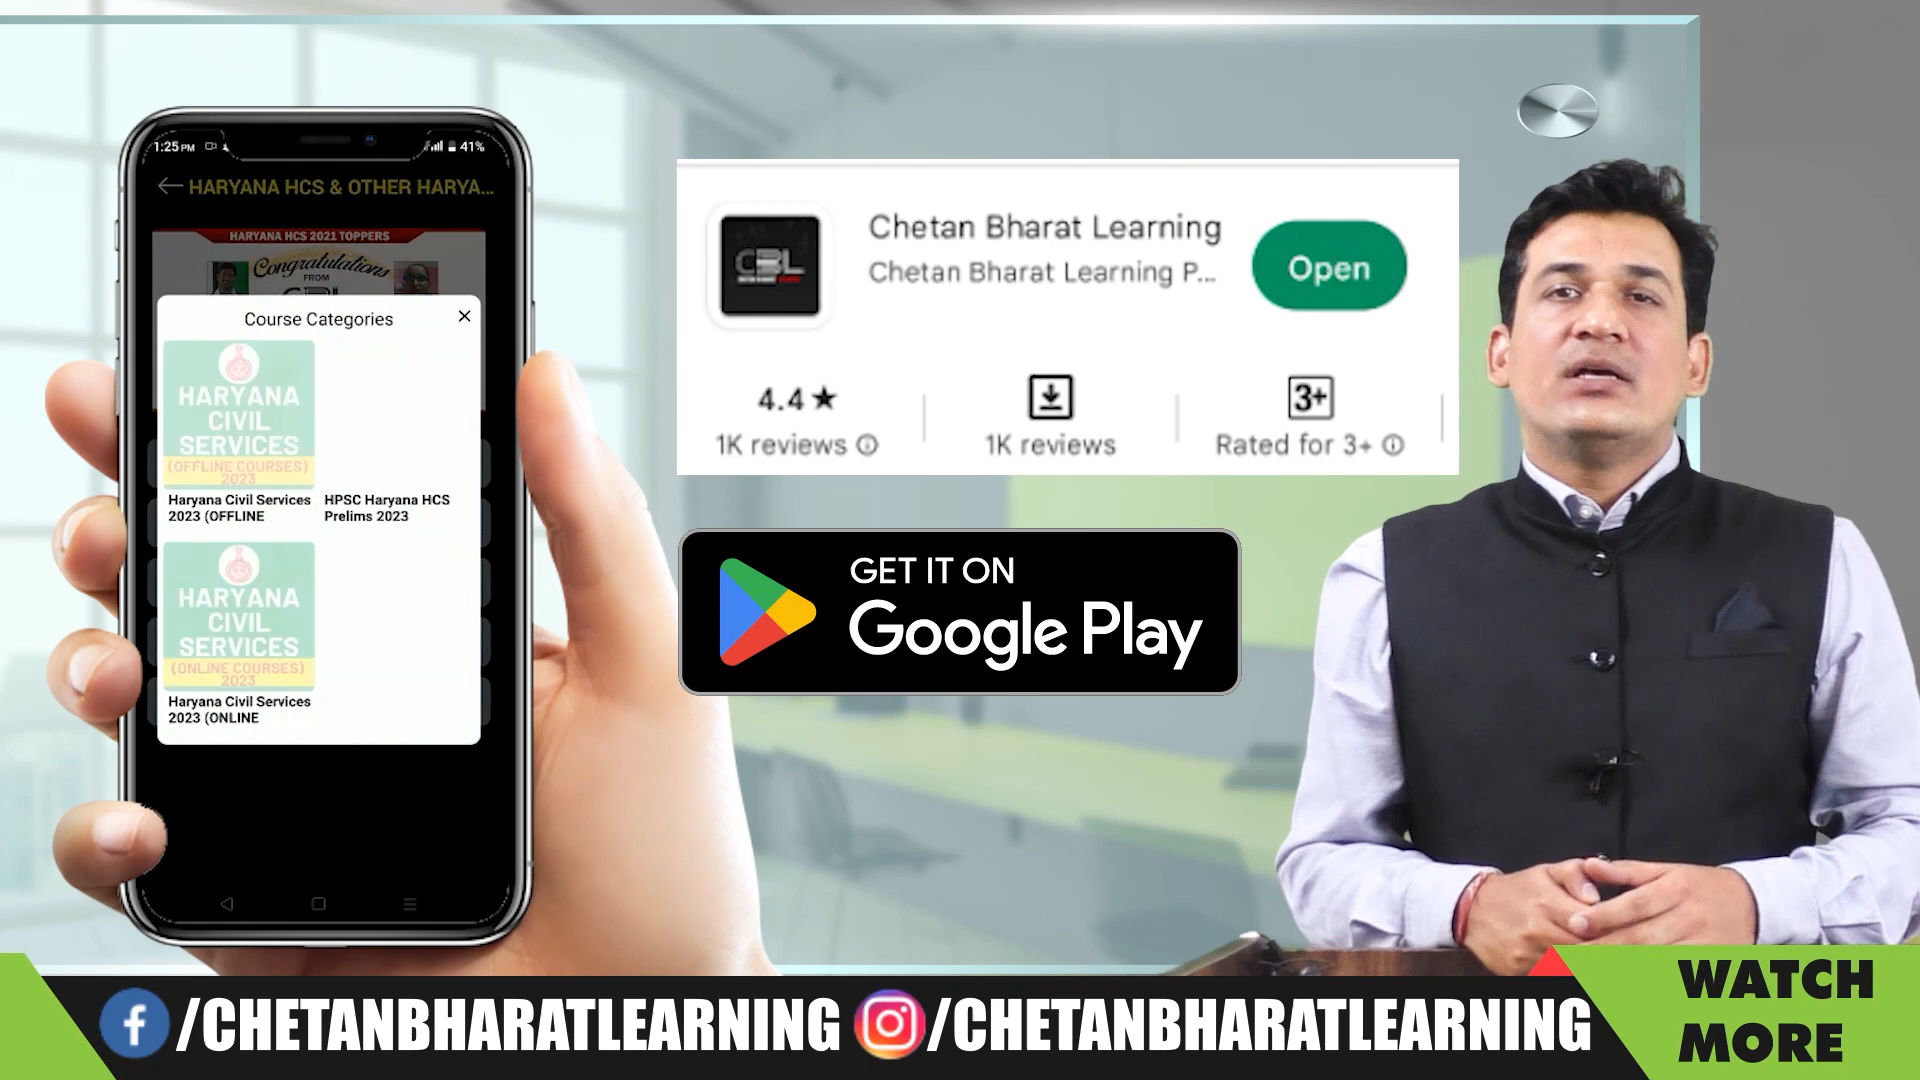 1:25 PM
41%
HARYANA HCS & OTHER HARYA...
HARYANA HCS 2021 TOPPERS
Congratulations
FROM
Course Categories
HARYANA
CIVIL
SERVICES
(OFFLINE COURSES)
2023
Haryana Civil Services
2023 (OFFLINE
HPSC Haryana HCS
Prelims 2023
HARYANA
CIVIL
SERVICES
(ONLINE COURSES)
2023
Haryana Civil Services
2023 (ONLINE
CBL
Chetan Bharat Learning
Chetan Bharat Learning P...
Open
4.4★
1K reviews
1K reviews
3+
Rated for 3+
GET IT ON
Google Play
/CHETANBHARATLEARNING
/CHETANBHARATLEARNING
WATCH
MORE